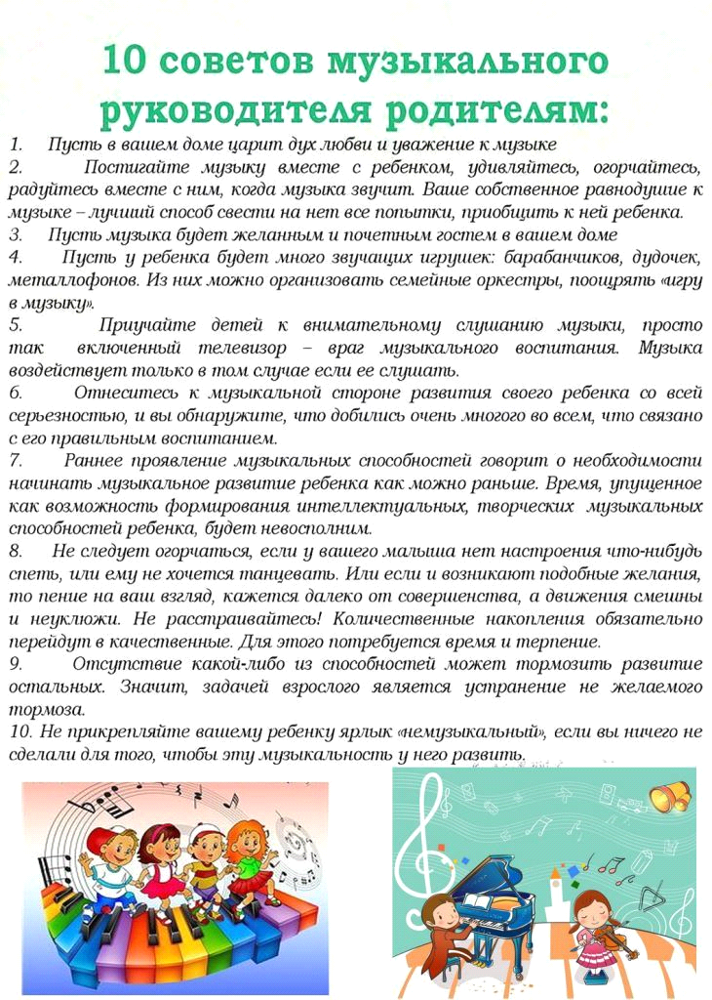 10 советов музыкального
руководителя родителям:
1. Пусть в вашем доме царит дух любви и уважение к музыке
2. Постигайте музыку вместе с ребенком, удивляйтесь, огорчайтесь,
радуйтесь вместе с ним, когда музыка звучит. Ваше собственное равнодушие к
музыке – лучший способ свести на нет все попытки, приобщить к ней ребенка.
3. Пусть музыка будет желанным и почетным гостем в вашем доме
4. Пусть у ребенка будет много звучащих игрушек: барабанчиков, дудочек,
металлофонов. Из них можно организовать семейные оркестры, поощрять «игру
в музыку».
5. Приучайте детей к внимательному слушанию музыки, просто
так включенный телевизор – враг музыкального воспитания. Музыка
воздействует только в том случае если ее слушать.
6. Отнеситесь к музыкальной стороне развития своего ребенка со всей
серьезностью, и вы обнаружите, что добились очень многого во всем, что связано
с его правильным воспитанием.
7. Раннее проявление музыкальных способностей говорит о необходимости
начинать музыкальное развитие ребенка как можно раньше. Время, упущенное
как возможность формирования интеллектуальных, творческих музыкальных
способностей ребенка, будет невосполним.
8. Не следует огорчаться, если у вашего малыша нет настроения что-нибудь
спеть, или ему не хочется танцевать. Или если и возникают подобные желания,
то пение на ваш взгляд, кажется далеко от совершенства, а движения смешны
и неуклюжи. Не расстраивайтесь! Количественные накопления обязательно
перейдут в качественные. Для этого потребуется время и терпение.
9. Отсутствие какой-либо из способностей может тормозить развитие
остальных. Значит, задачей взрослого является устранение не желаемого
тормоза.
10. Не прикрепляйте вашему ребенку ярлык «немузыкальный», если вы ничего не
сделали для того, чтобы эту музыкальность у него развить.